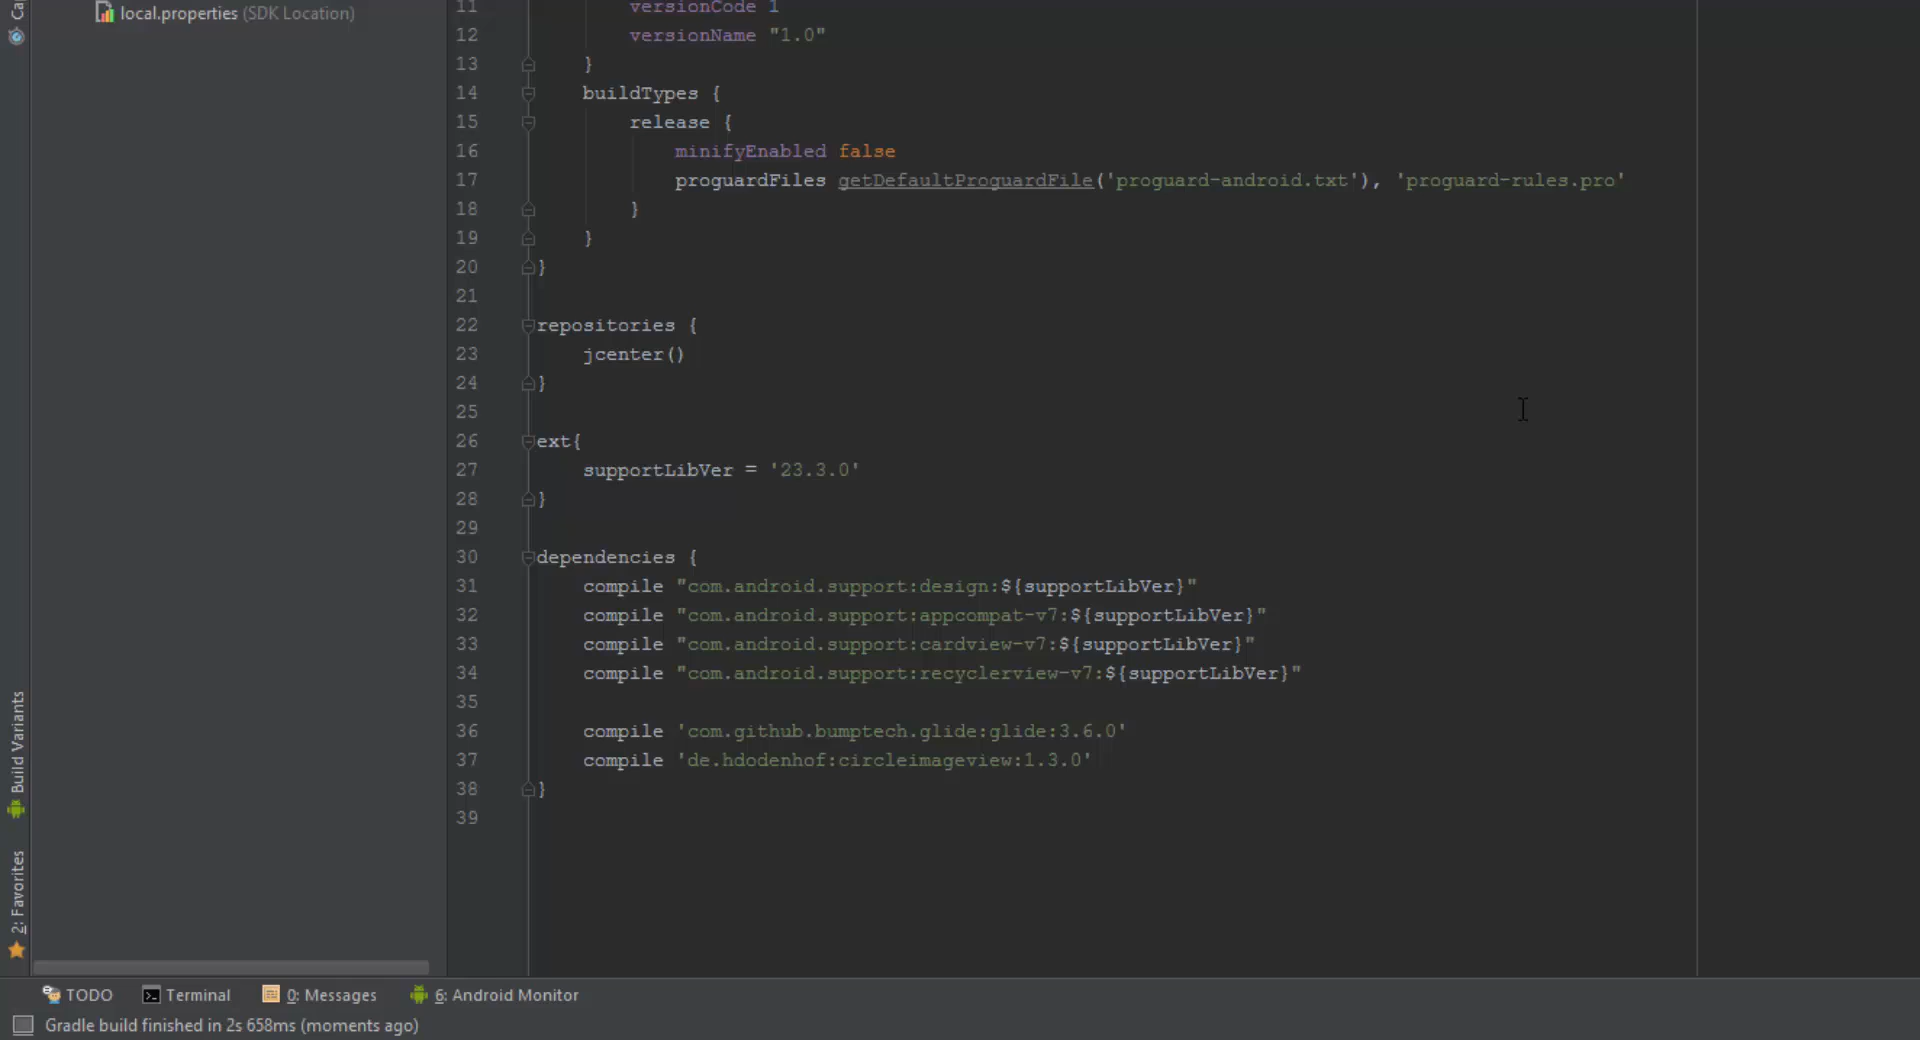 Ca
local.properties (SDK Location)
11 versionCode 1
12 versionName "1.0"
13 }
14 buildTypes {
15 release {
16 minifyEnabled false
17 proguardFiles getDefaultProguardFile('proguard-android.txt'), 'proguard-rules.pro'
18 }
19 }
20 }
21
22 repositories {
23 jcenter()
24 }
25
26 ext{
27 supportLibVer = '23.3.0'
28 }
29
30 dependencies {
31 compile "com.android.support:design:${supportLibVer}"
32 compile "com.android.support:appcompat-v7:${supportLibVer}"
33 compile "com.android.support:cardview-v7:${supportLibVer}"
34 compile "com.android.support:recyclerview-v7:${supportLibVer}"
35
36 compile 'com.github.bumptech.glide:glide:3.6.0'
37 compile 'de.hdodenhof:circleimageview:1.3.0'
38 }
39
Build Variants
2: Favorites
TODO Terminal 0: Messages 6: Android Monitor
Gradle build finished in 2s 658ms (moments ago)